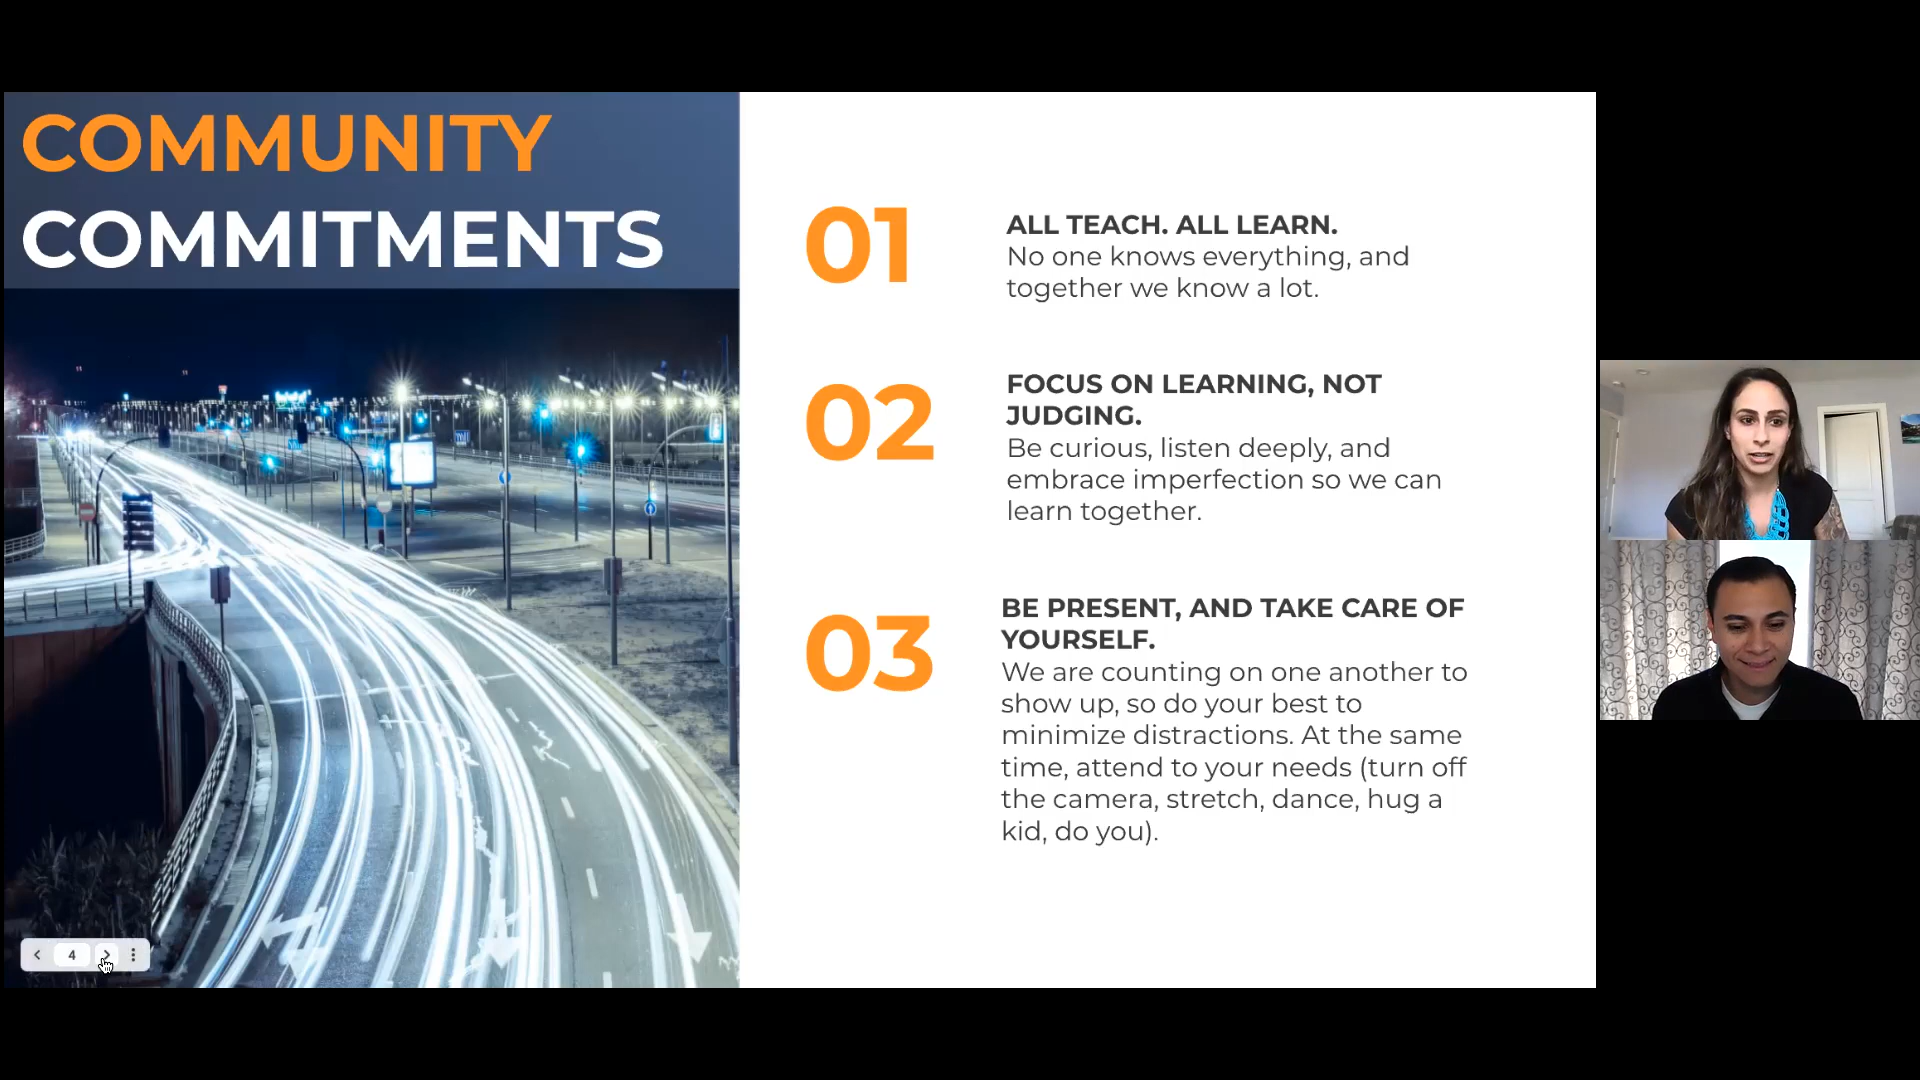 COMMUNITY
COMMITMENTS
01
ALL TEACH. ALL LEARN.
No one knows everything, and
together we know a lot.
02
FOCUS ON LEARNING, NOT
JUDGING.
Be curious, listen deeply, and
embrace imperfection so we can
learn together.
03
BE PRESENT, AND TAKE CARE OF
YOURSELF.
We are counting on one another to
show up, so do your best to
minimize distractions. At the same
time, attend to your needs (turn off
the camera, stretch, dance, hug a
kid, do you).
4